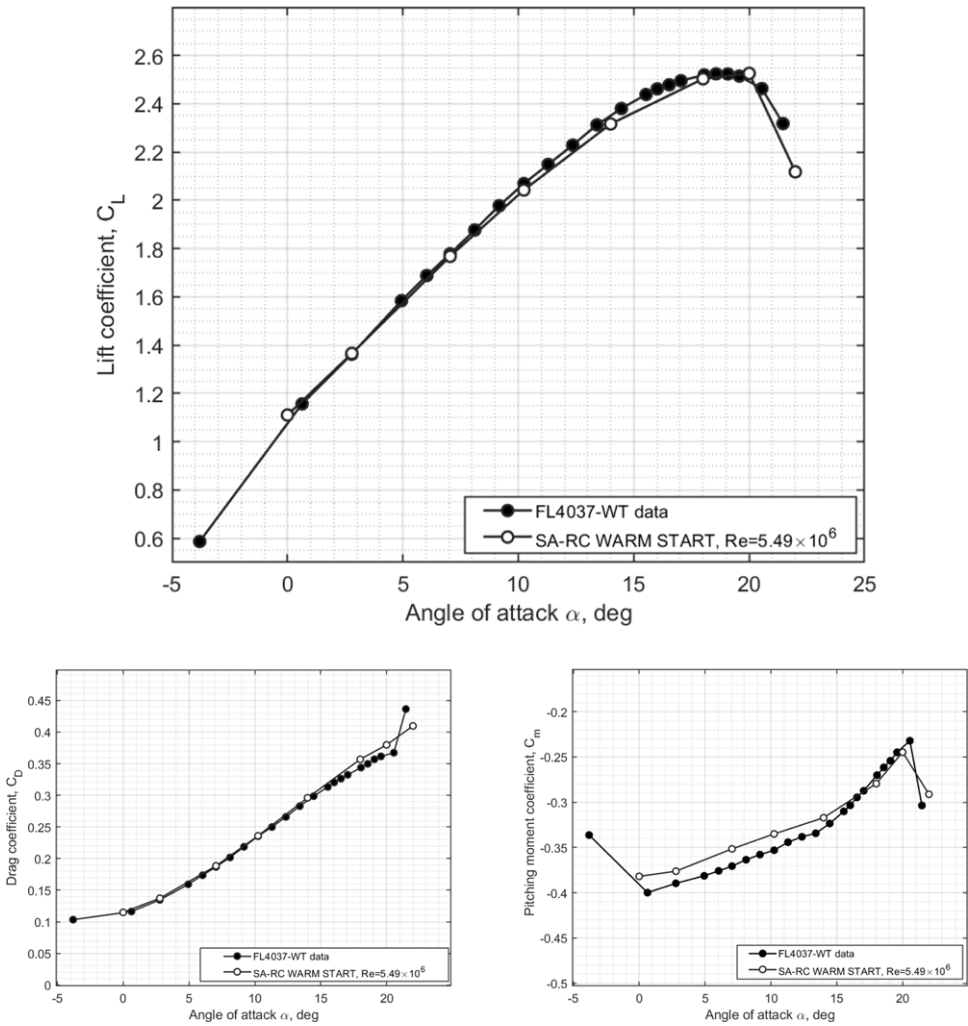 2.6
2.4
2.2
2
1.8
1.6
1.4
1.2
1
0.8
0.6
Lift coefficient, C_L
-5 0 5 10 15 20 25
Angle of attack α, deg
FL4037-WT data
SA-RC WARM START, Re=5.49×10^6
0.45
0.4
0.35
0.3
0.25
0.2
0.15
0.1
0.05
0
Drag coefficient, C_D
-5 0 5 10 15 20
Angle of attack α, deg
FL4037-WT data
SA-RC WARM START, Re=5.49×10^6
-0.2
-0.25
-0.3
-0.35
-0.4
-0.45
-0.5
Pitching moment coefficient, C_m
-5 0 5 10 15 20
Angle of attack α, deg
FL4037-WT data
SA-RC WARM START, Re=5.49×10^6